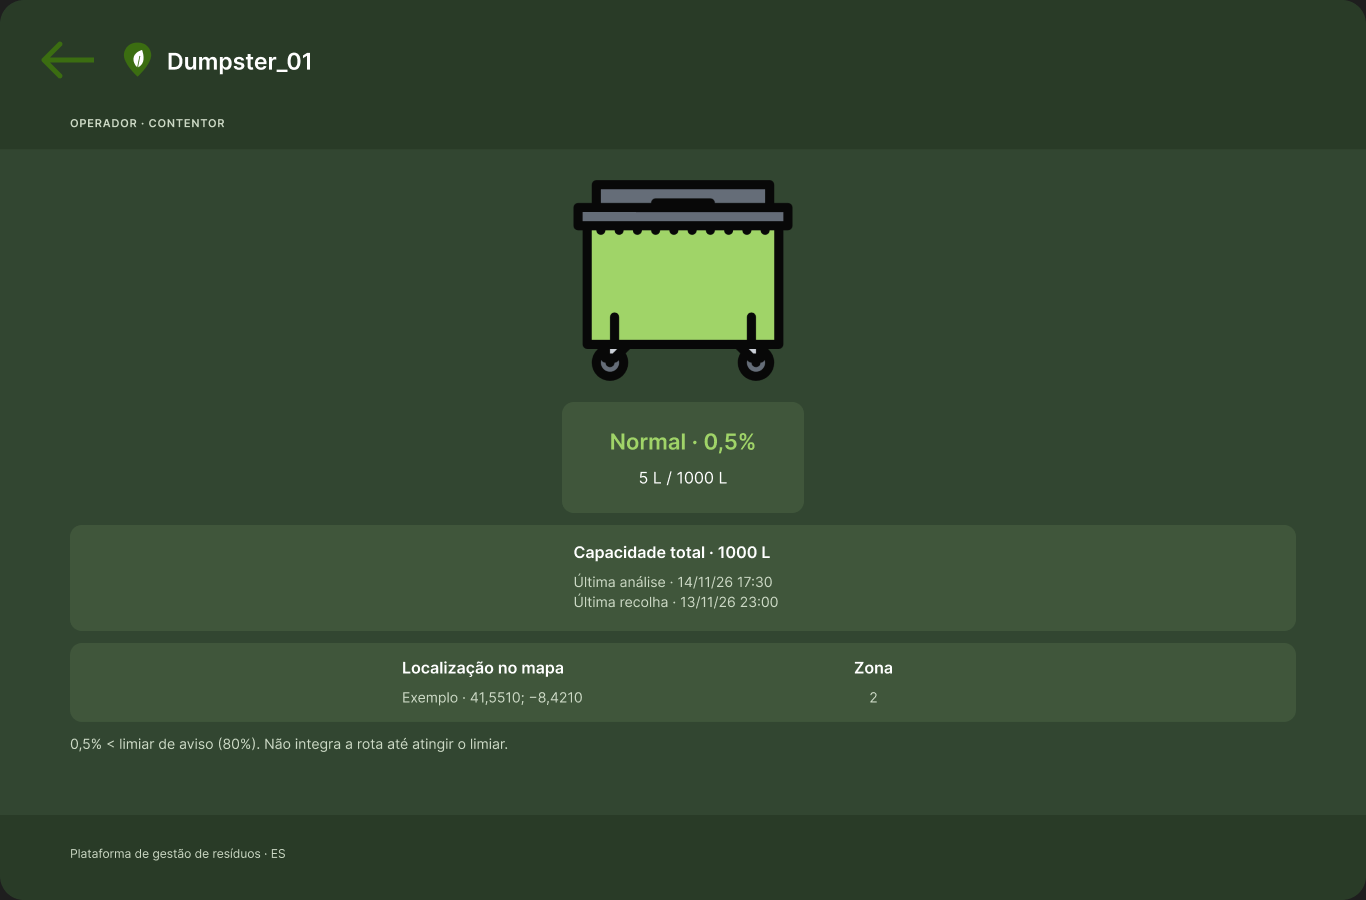 Dumpster_01
OPERADOR · CONTENTOR
Normal · 0,5%
5 L / 1000 L
Capacidade total · 1000 L
Última análise · 14/11/26 17:30
Última recolha · 13/11/26 23:00
Localização no mapa
Exemplo · 41,5510; −8,4210
Zona
2
0,5% < limiar de aviso (80%). Não integra a rota até atingir o limiar.
Plataforma de gestão de resíduos · ES